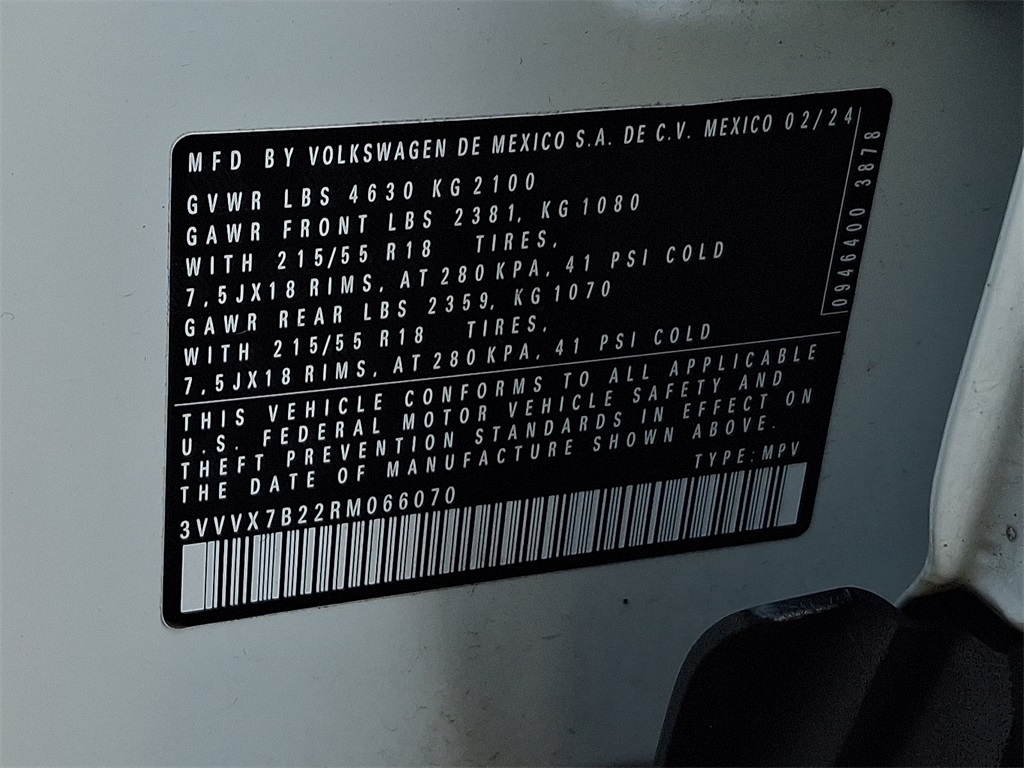 MFD BY VOLKSWAGEN DE MEXICO S.A. DE C.V. MEXICO 02/24
GVWR LBS 4630 KG 2100
GAWR FRONT LBS 2381, KG 1080
WITH 215/55 R18 TIRES,
7,5JX18 RIMS, AT 280 KPA, 41 PSI COLD
GAWR REAR LBS 2359, KG 1070
WITH 215/55 R18 TIRES,
7,5JX18 RIMS, AT 280 KPA, 41 PSI COLD
0946400 3878
THIS VEHICLE CONFORMS TO ALL APPLICABLE
U.S. FEDERAL MOTOR VEHICLE SAFETY AND
THEFT PREVENTION STANDARDS IN EFFECT ON
THE DATE OF MANUFACTURE SHOWN ABOVE.
TYPE: MPV
3VVVX7B22RM066070